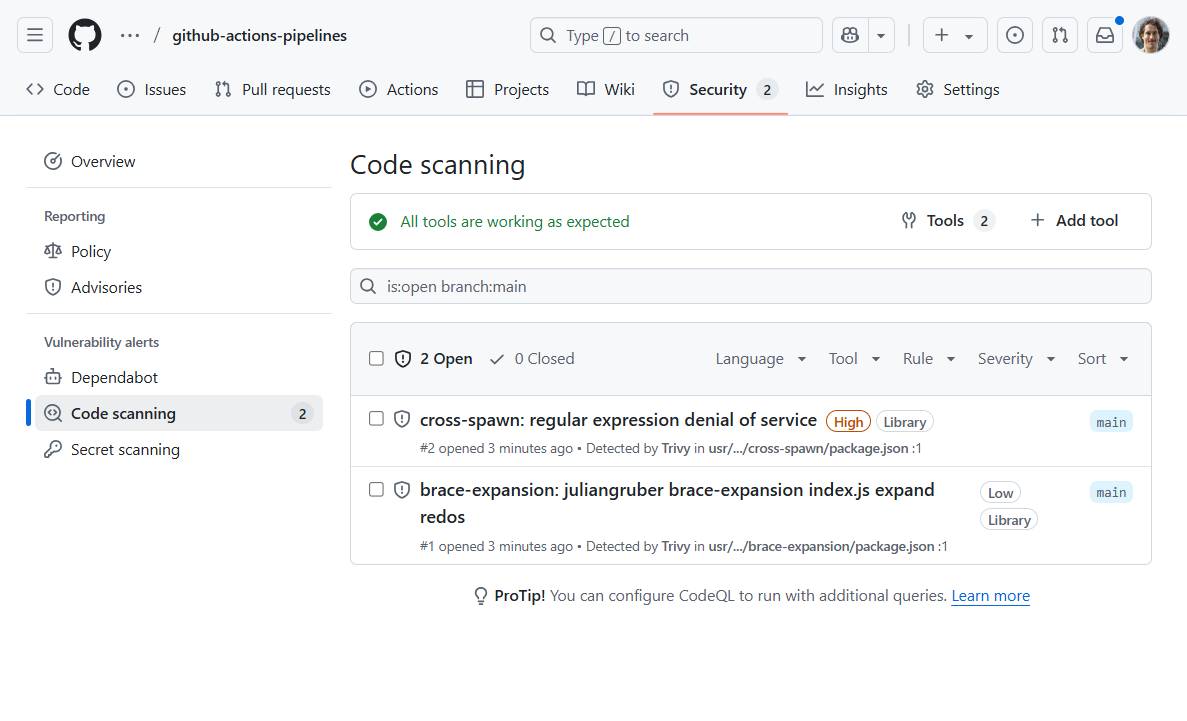 … / github-actions-pipelines Type / to search
Code Issues Pull requests Actions Projects Wiki Security 2 Insights Settings
Overview
Reporting
Policy
Advisories
Vulnerability alerts
Dependabot
Code scanning 2
Secret scanning
Code scanning
All tools are working as expected Tools 2 Add tool
is:open branch:main
2 Open 0 Closed Language Tool Rule Severity Sort
cross-spawn: regular expression denial of service High Library main
#2 opened 3 minutes ago • Detected by Trivy in usr/.../cross-spawn/package.json :1
brace-expansion: juliangruber brace-expansion index.js expand Low main
redos Library
#1 opened 3 minutes ago • Detected by Trivy in usr/.../brace-expansion/package.json :1
ProTip! You can configure CodeQL to run with additional queries. Learn more